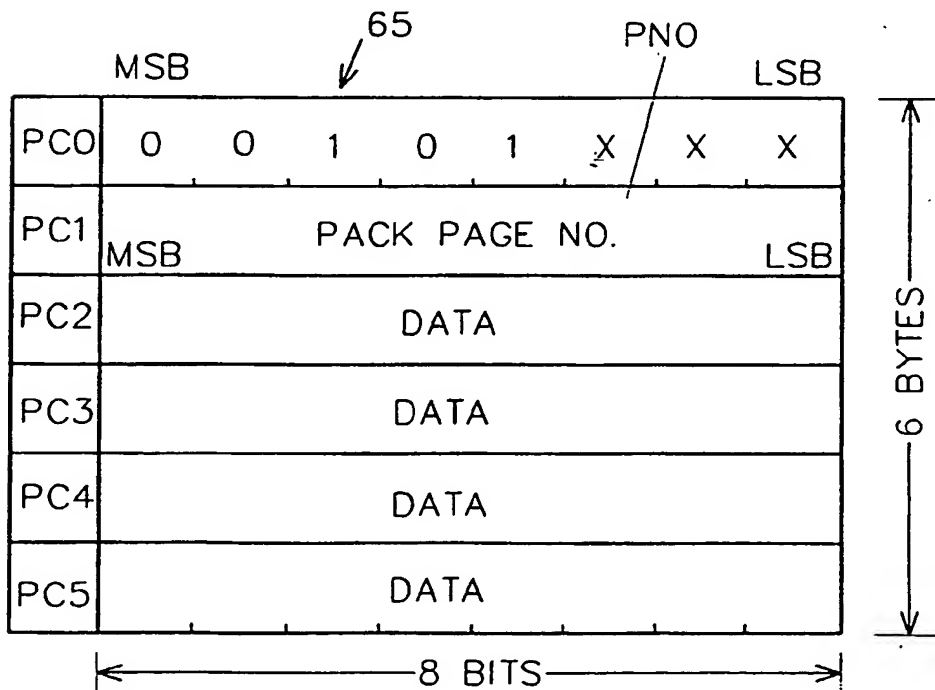 65
PNO
MSB LSB
PC0 0 0 1 0 1 X X X
PC1 PACK PAGE NO.
MSB LSB
PC2 DATA
PC3 DATA
PC4 DATA
PC5 DATA
6 BYTES
8 BITS